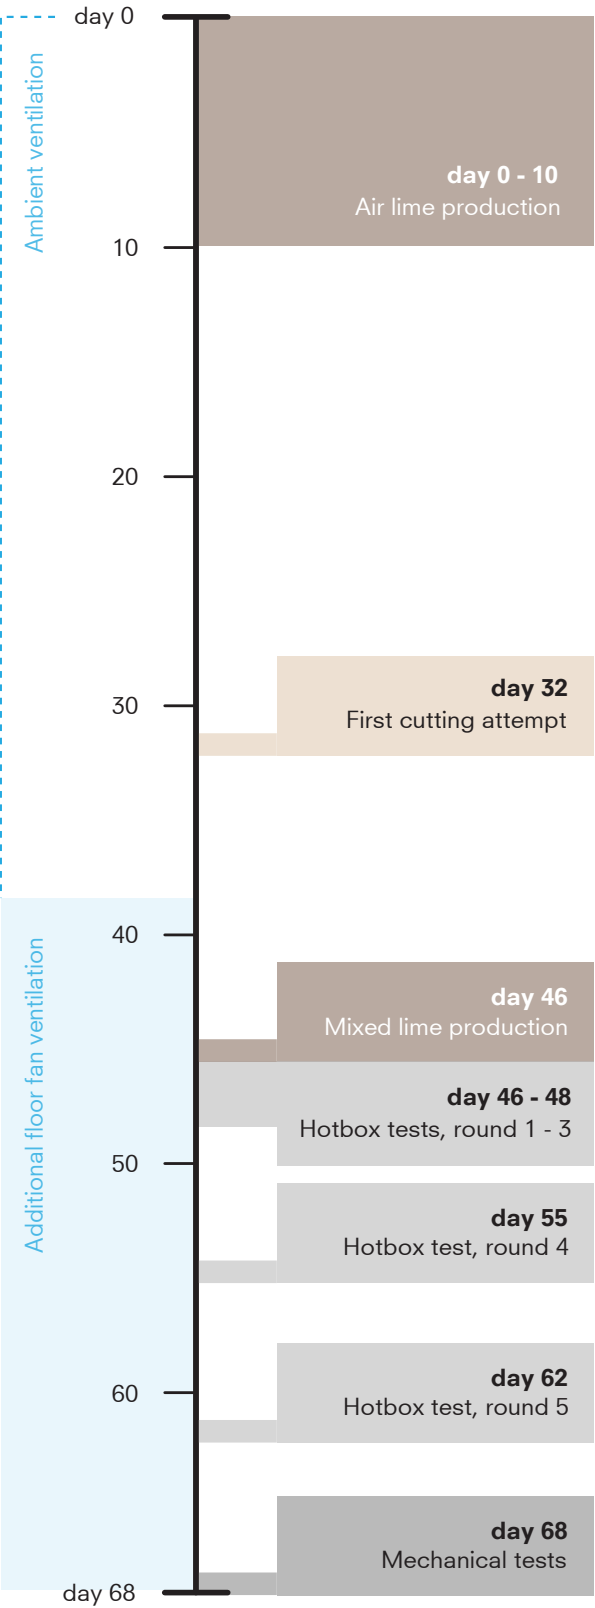 day 0
Ambient ventilation
day 0 - 10
Air lime production
10
20
30
day 32
First cutting attempt
40
Additional floor fan ventilation
day 46
Mixed lime production
day 46 - 48
Hotbox tests, round 1 - 3
50
day 55
Hotbox test, round 4
60
day 62
Hotbox test, round 5
day 68
Mechanical tests
day 68